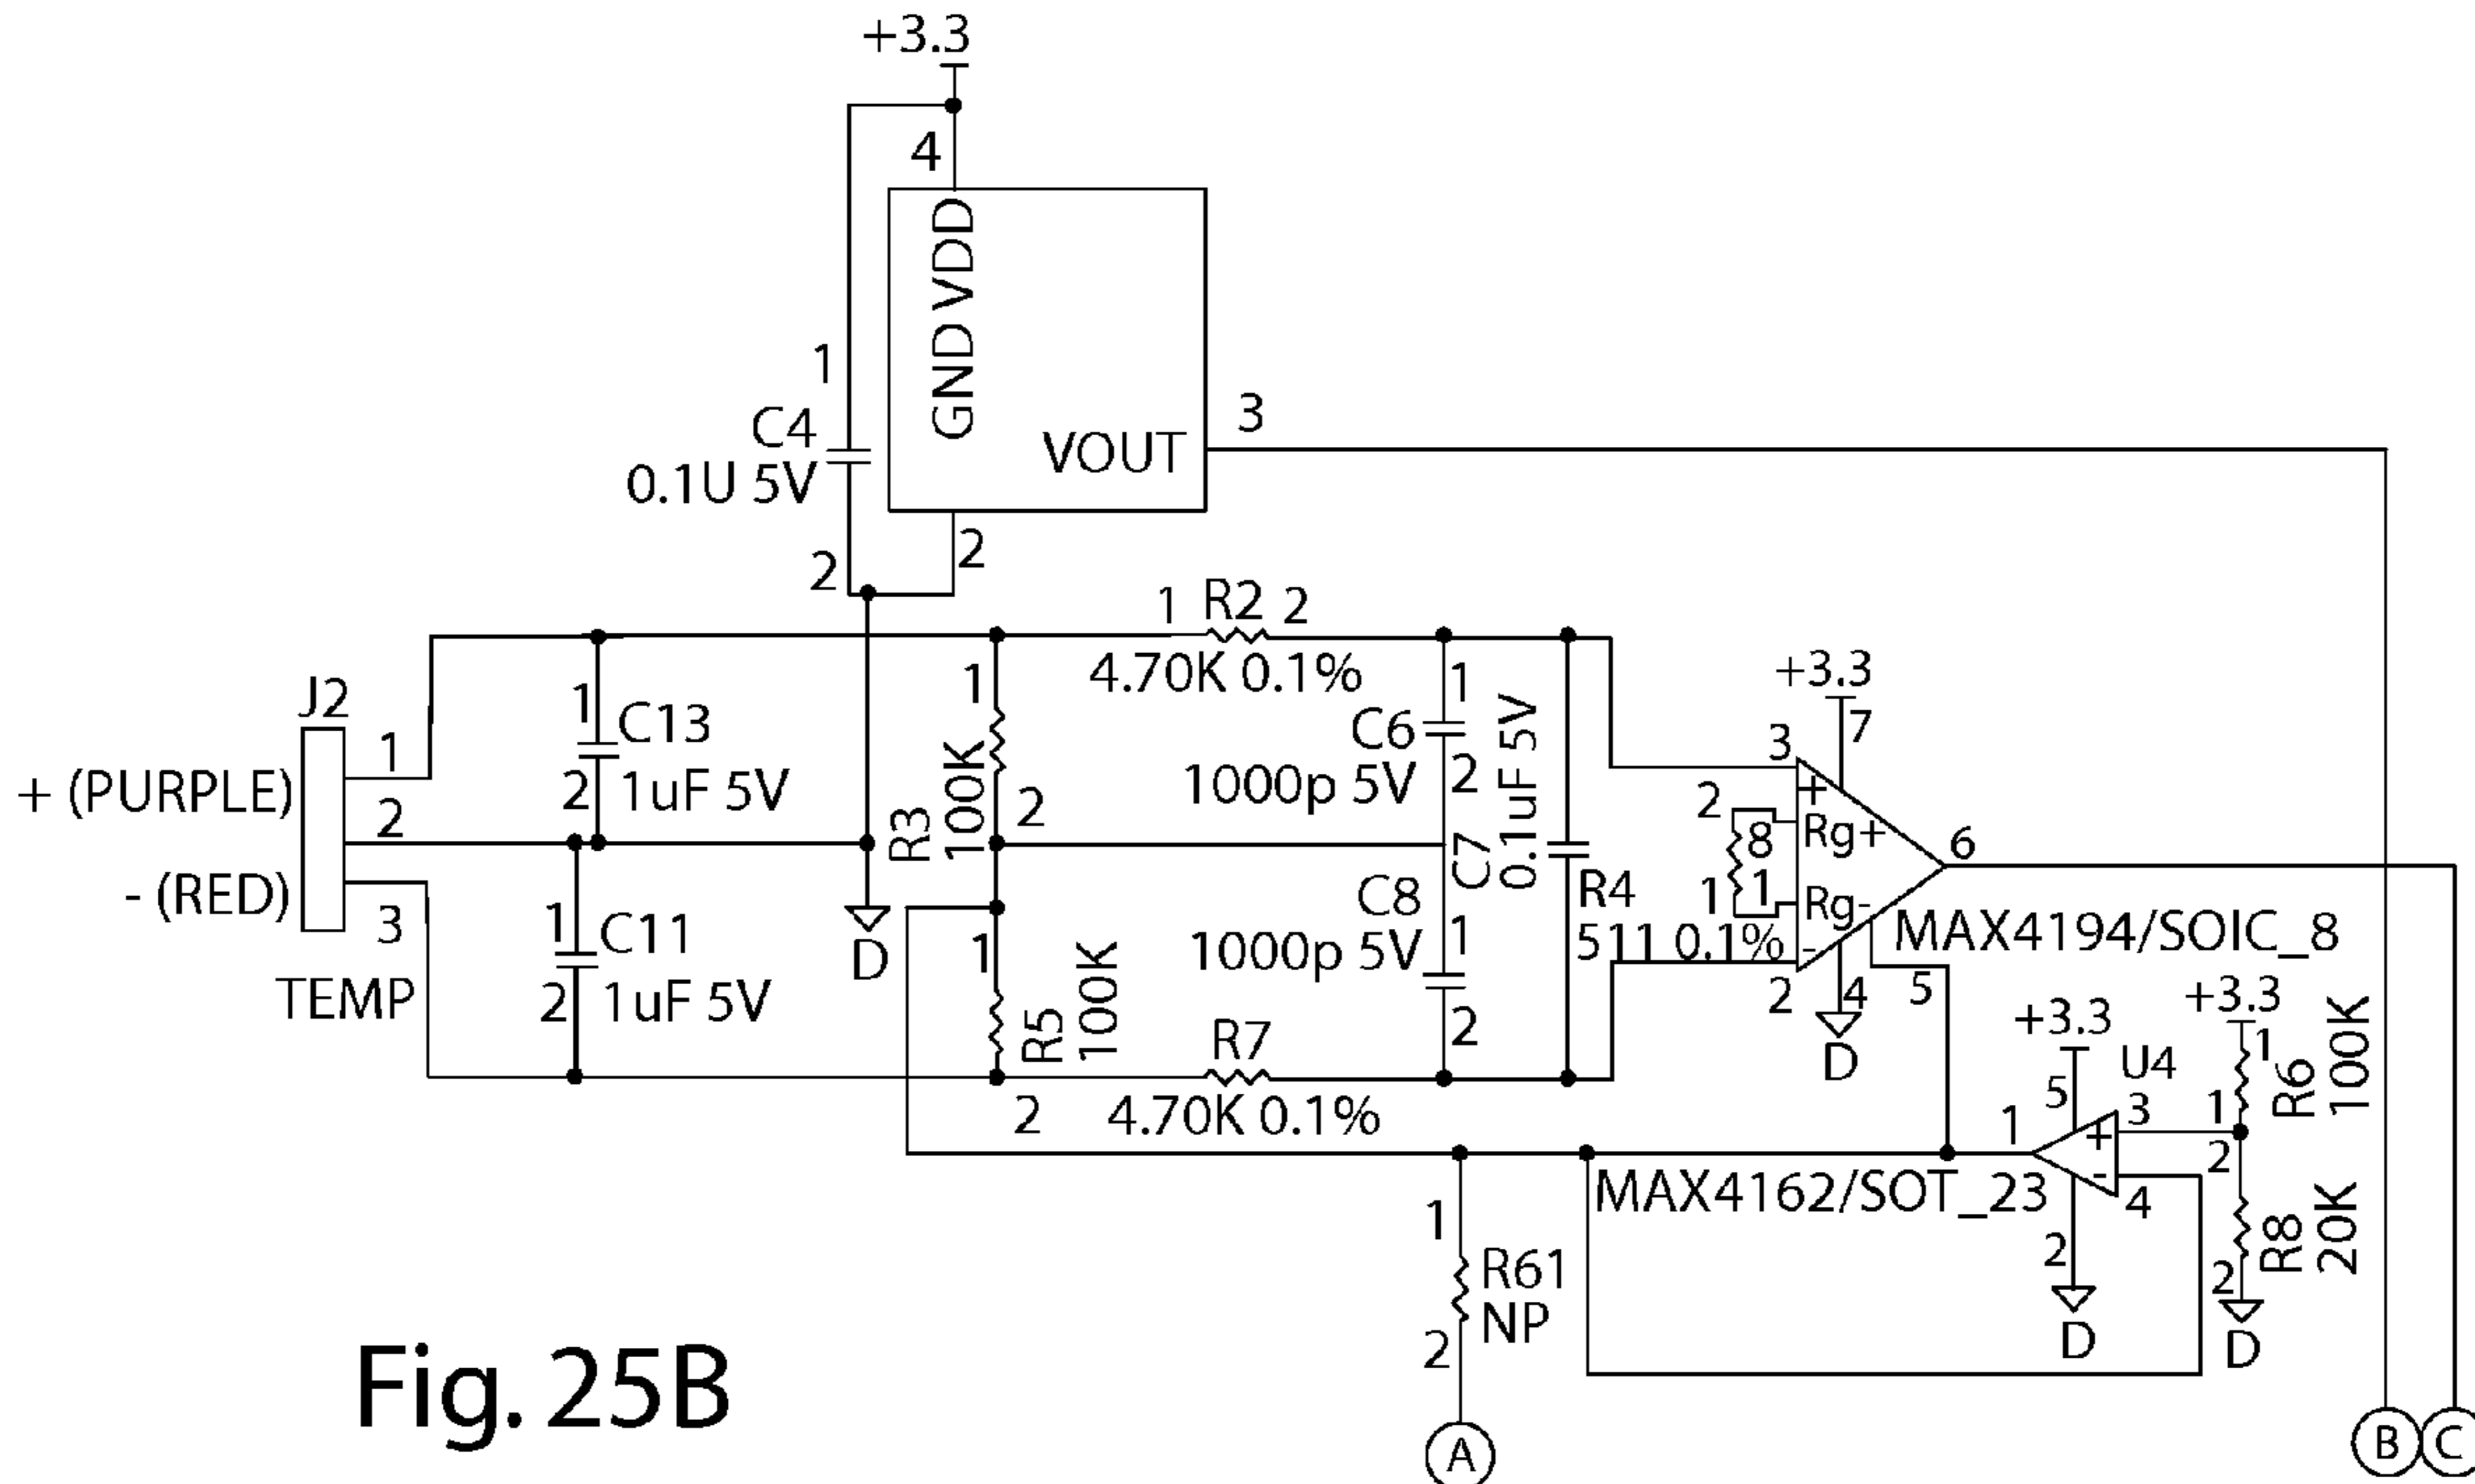 +3.3
4
GND VDD
1
C4
0.1U 5V
VOUT
3
2
2
1 R2 2
4.70K 0.1%
J2
+ (PURPLE)
- (RED)
1
2
3
TEMP
1
C13
2
1uF 5V
1
C11
2
1uF 5V
D
1
R3
100K
2
1
R5
100K
2
C6
1000p 5V
1
2
C7
0.1uF 5V
C8
1000p 5V
1
2
R7
4.70K 0.1%
R4
511 0.1%
+3.3
7
3
+
2
8
Rg+
1
1
Rg-
-
2
4
5
6
D
MAX4194/SOIC_8
+3.3
+3.3
1
R6
100K
U4
5
3
1
1
+
2
-
4
MAX4162/SOT_23
2
D
R8
20K
2
D
1
R61
NP
2
A
B
C
Fig. 25B